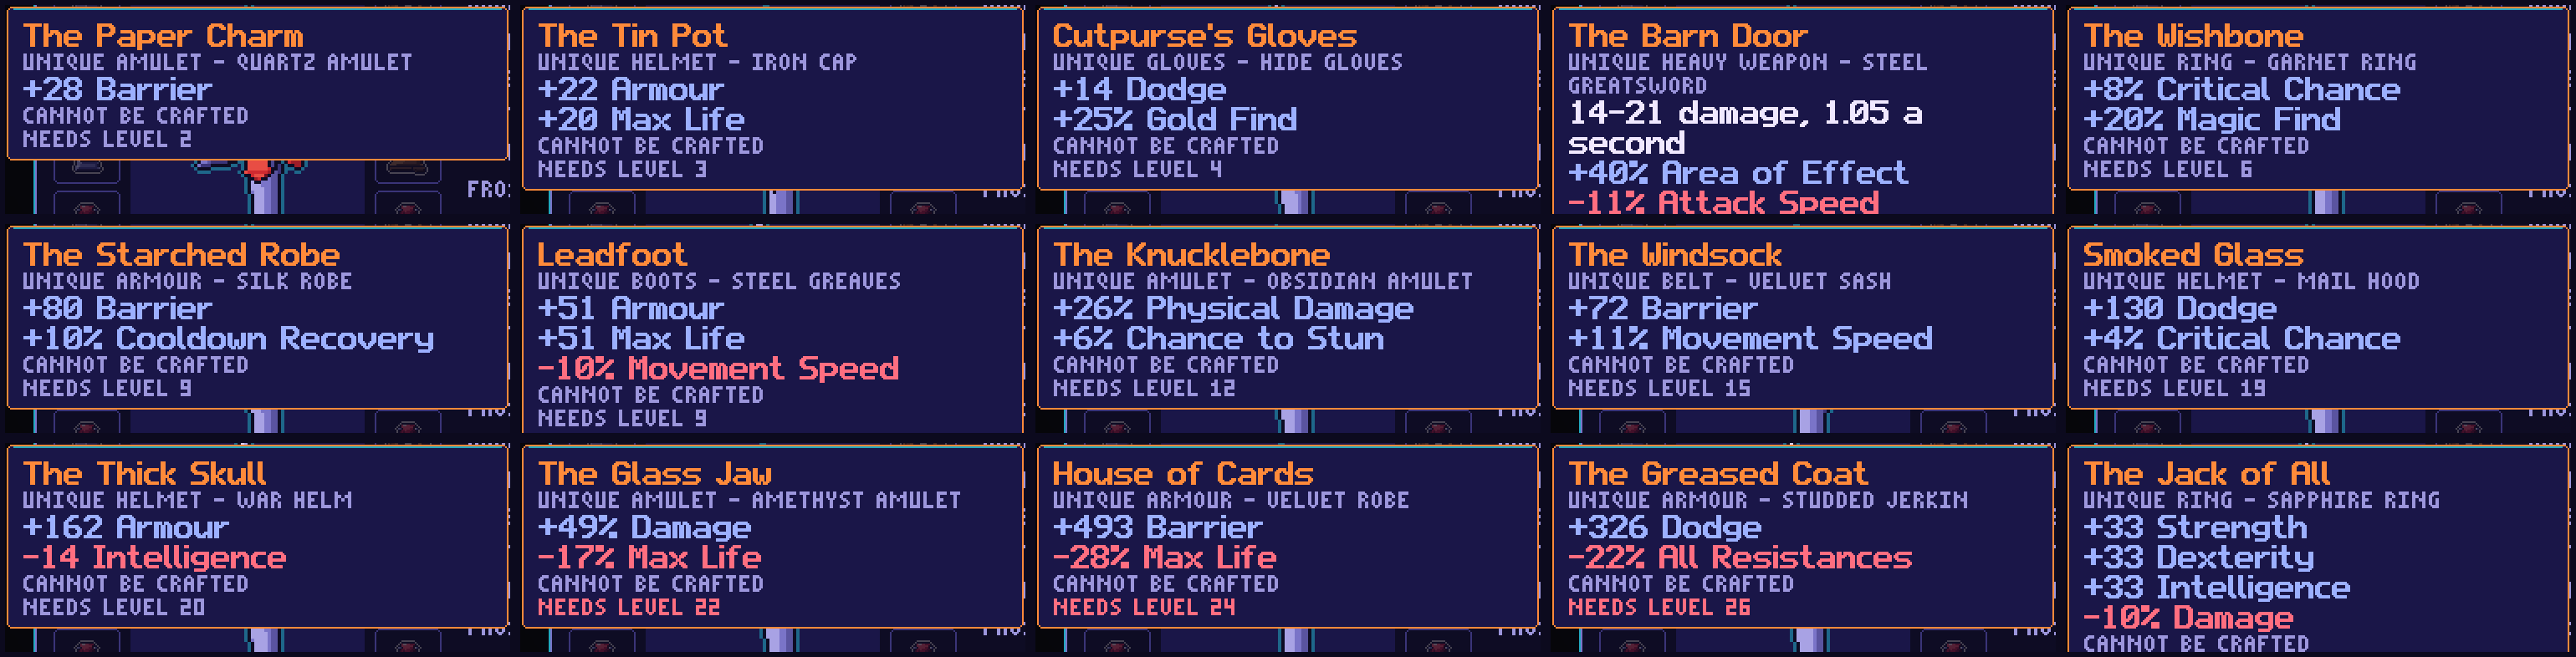 The Paper Charm
UNIQUE AMULET - QUARTZ AMULET
+28 Barrier
CANNOT BE CRAFTED
NEEDS LEVEL 2
FRO
The Tin Pot
UNIQUE HELMET - IRON CAP
+22 Armour
+20 Max Life
CANNOT BE CRAFTED
NEEDS LEVEL 3
Cutpurse's Gloves
UNIQUE GLOVES - HIDE GLOVES
+14 Dodge
+25% Gold Find
CANNOT BE CRAFTED
NEEDS LEVEL 4
The Barn Door
UNIQUE HEAVY WEAPON - STEEL
GREATSWORD
14-21 damage, 1.05 a
second
+40% Area of Effect
-11% Attack Speed
The Wishbone
UNIQUE RING - GARNET RING
+8% Critical Chance
+20% Magic Find
CANNOT BE CRAFTED
NEEDS LEVEL 6
The Starched Robe
UNIQUE ARMOUR - SILK ROBE
+80 Barrier
+10% Cooldown Recovery
CANNOT BE CRAFTED
NEEDS LEVEL 9
Leadfoot
UNIQUE BOOTS - STEEL GREAVES
+51 Armour
+51 Max Life
-10% Movement Speed
CANNOT BE CRAFTED
NEEDS LEVEL 9
The Knucklebone
UNIQUE AMULET - OBSIDIAN AMULET
+26% Physical Damage
+6% Chance to Stun
CANNOT BE CRAFTED
NEEDS LEVEL 12
The Windsock
UNIQUE BELT - VELVET SASH
+72 Barrier
+11% Movement Speed
CANNOT BE CRAFTED
NEEDS LEVEL 15
Smoked Glass
UNIQUE HELMET - MAIL HOOD
+130 Dodge
+4% Critical Chance
CANNOT BE CRAFTED
NEEDS LEVEL 19
The Thick Skull
UNIQUE HELMET - WAR HELM
+162 Armour
-14 Intelligence
CANNOT BE CRAFTED
NEEDS LEVEL 20
The Glass Jaw
UNIQUE AMULET - AMETHYST AMULET
+49% Damage
-17% Max Life
CANNOT BE CRAFTED
NEEDS LEVEL 22
House of Cards
UNIQUE ARMOUR - VELVET ROBE
+493 Barrier
-28% Max Life
CANNOT BE CRAFTED
NEEDS LEVEL 24
The Greased Coat
UNIQUE ARMOUR - STUDDED JERKIN
+326 Dodge
-22% All Resistances
CANNOT BE CRAFTED
NEEDS LEVEL 26
The Jack of All
UNIQUE RING - SAPPHIRE RING
+33 Strength
+33 Dexterity
+33 Intelligence
-10% Damage
CANNOT BE CRAFTED